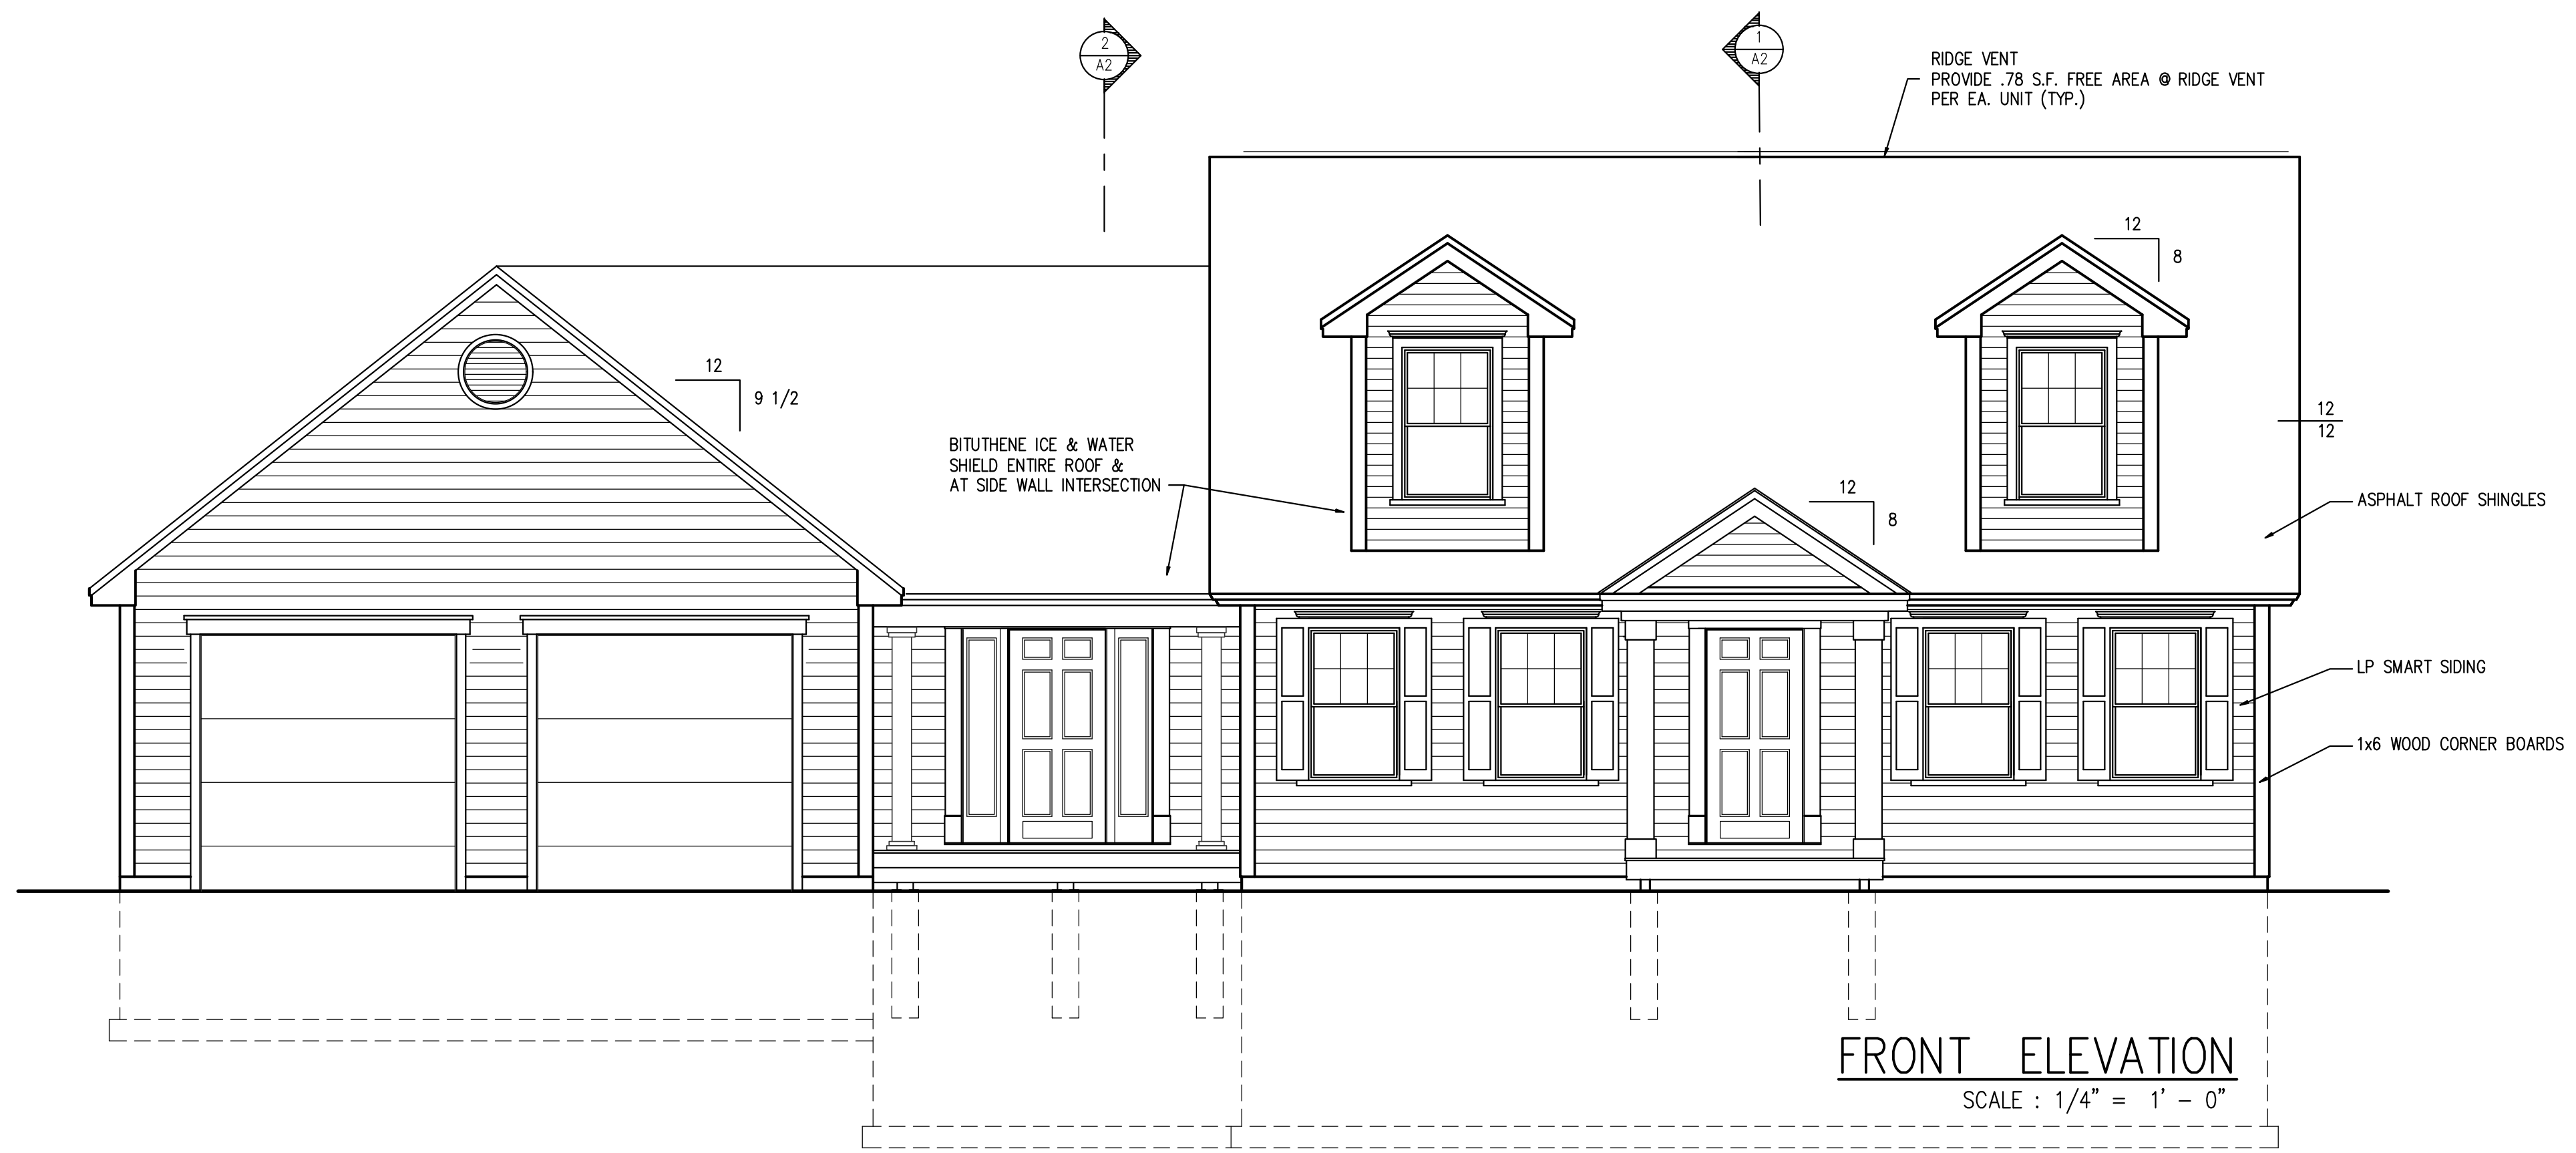 2
A2
1
A2
RIDGE VENT
PROVIDE .78 S.F. FREE AREA @ RIDGE VENT
PER EA. UNIT (TYP.)
12
8
12
9 1/2
12
12
BITUTHENE ICE & WATER
SHIELD ENTIRE ROOF &
AT SIDE WALL INTERSECTION
12
8
ASPHALT ROOF SHINGLES
LP SMART SIDING
1x6 WOOD CORNER BOARDS
FRONT ELEVATION
SCALE : 1/4" = 1' - 0"